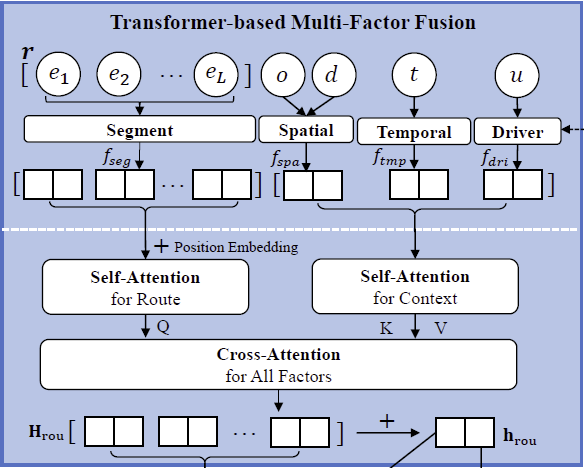 Transformer-based Multi-Factor Fusion
r
[ e1 e2 ... eL ] o d t u
Segment Spatial Temporal Driver
fseg fspa ftmp fdri
[ ... ] [ ]
+ Position Embedding
Self-Attention
for Route
Self-Attention
for Context
Q K V
Cross-Attention
for All Factors
Hrou [ ... ] + hrou